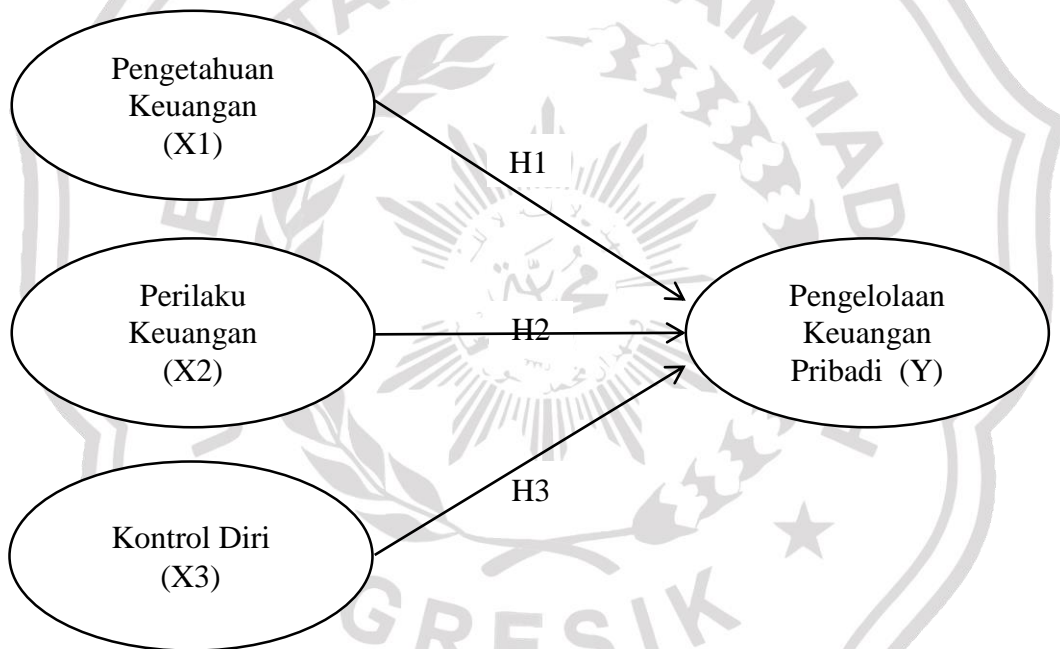 Pengetahuan
Keuangan
(X1)
H1
Perilaku
Keuangan
(X2)
H2
Pengelolaan
Keuangan
Pribadi (Y)
Kontrol Diri
(X3)
H3
GRESIK